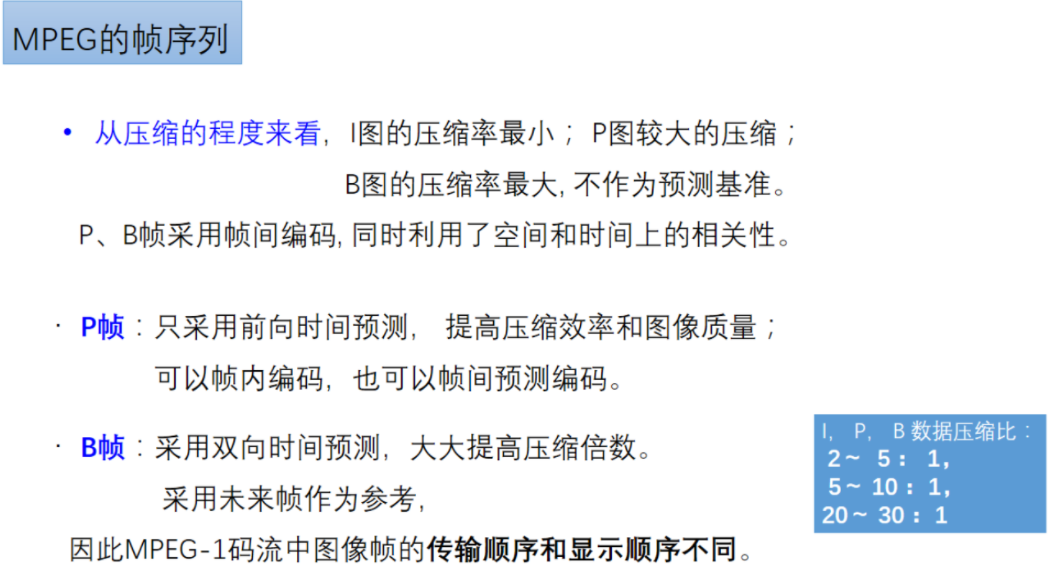 MPEG的帧序列
• 从压缩的程度来看，I图的压缩率最小； P图较大的压缩；
B图的压缩率最大, 不作为预测基准。
P、B帧采用帧间编码, 同时利用了空间和时间上的相关性。
· P帧：只采用前向时间预测， 提高压缩效率和图像质量；
可以帧内编码，也可以帧间预测编码。
· B帧：采用双向时间预测，大大提高压缩倍数。
采用未来帧作为参考,
因此MPEG-1码流中图像帧的传输顺序和显示顺序不同。
I， P， B 数据压缩比：
2～ 5：1，
5～ 10：1，
20～ 30：1